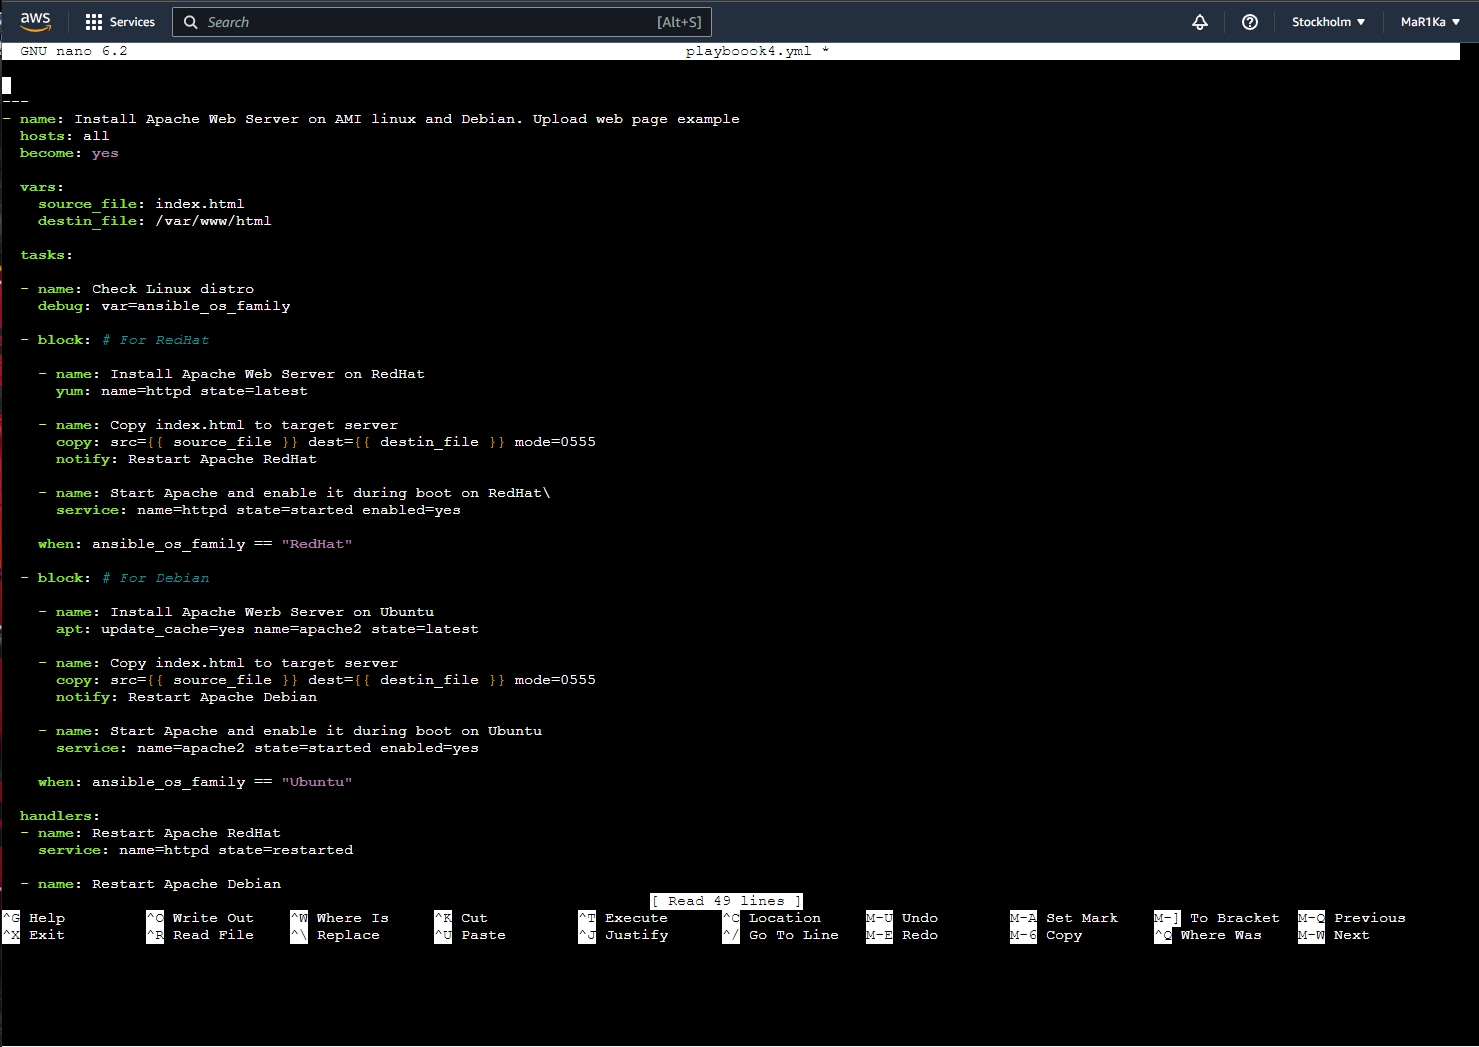 aws Services Search [Alt+S] Stockholm ▼ MaR1Ka ▼
GNU nano 6.2 playboook4.yml *
---
- name: Install Apache Web Server on AMI linux and Debian. Upload web page example
  hosts: all
  become: yes

  vars:
    source_file: index.html
    destin_file: /var/www/html

  tasks:

  - name: Check Linux distro
    debug: var=ansible_os_family

  - block: # For RedHat

    - name: Install Apache Web Server on RedHat
      yum: name=httpd state=latest

    - name: Copy index.html to target server
      copy: src={{ source_file }} dest={{ destin_file }} mode=0555
      notify: Restart Apache RedHat

    - name: Start Apache and enable it during boot on RedHat\
      service: name=httpd state=started enabled=yes

    when: ansible_os_family == "RedHat"

  - block: # For Debian

    - name: Install Apache Werb Server on Ubuntu
      apt: update_cache=yes name=apache2 state=latest

    - name: Copy index.html to target server
      copy: src={{ source_file }} dest={{ destin_file }} mode=0555
      notify: Restart Apache Debian

    - name: Start Apache and enable it during boot on Ubuntu
      service: name=apache2 state=started enabled=yes

    when: ansible_os_family == "Ubuntu"

  handlers:
  - name: Restart Apache RedHat
    service: name=httpd state=restarted

  - name: Restart Apache Debian
[ Read 49 lines ]
^G Help ^O Write Out ^W Where Is ^K Cut ^T Execute ^C Location M-U Undo M-A Set Mark M-] To Bracket M-Q Previous
^X Exit ^R Read File ^\ Replace ^U Paste ^J Justify ^/ Go To Line M-E Redo M-6 Copy ^Q Where Was M-W Next